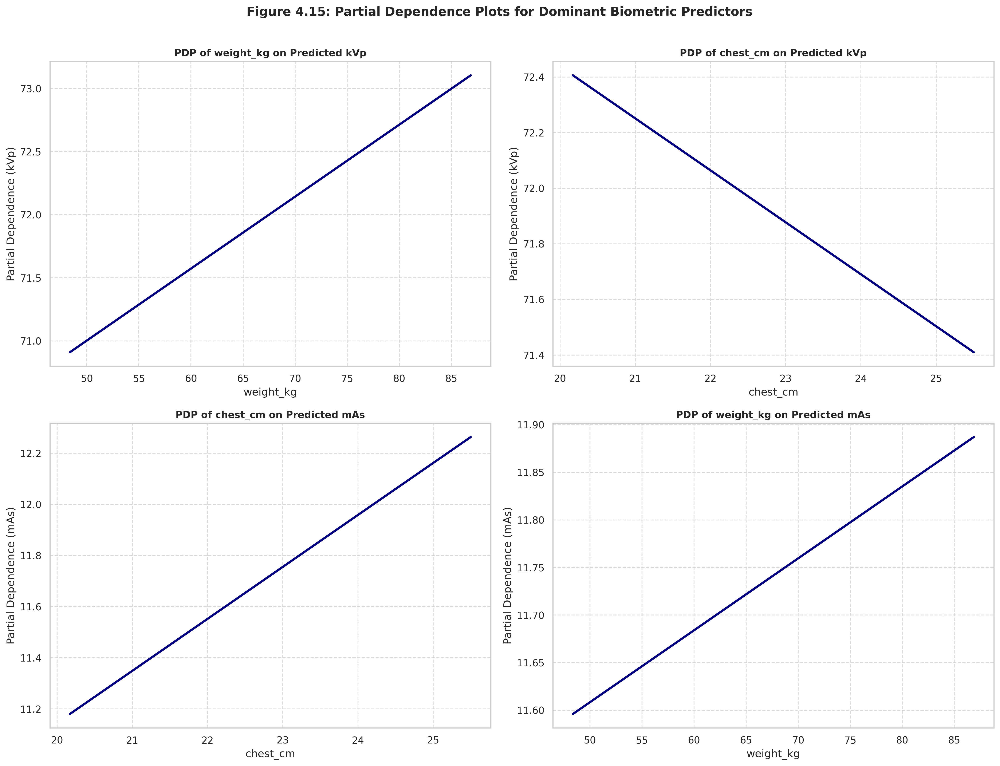 Figure 4.15: Partial Dependence Plots for Dominant Biometric Predictors
PDP of weight_kg on Predicted kVp
Partial Dependence (kVp)
73.0
72.5
72.0
71.5
71.0
50 55 60 65 70 75 80 85
weight_kg
PDP of chest_cm on Predicted kVp
Partial Dependence (kVp)
72.4
72.2
72.0
71.8
71.6
71.4
20 21 22 23 24 25
chest_cm
PDP of chest_cm on Predicted mAs
Partial Dependence (mAs)
12.2
12.0
11.8
11.6
11.4
11.2
20 21 22 23 24 25
chest_cm
PDP of weight_kg on Predicted mAs
Partial Dependence (mAs)
11.90
11.85
11.80
11.75
11.70
11.65
11.60
50 55 60 65 70 75 80 85
weight_kg